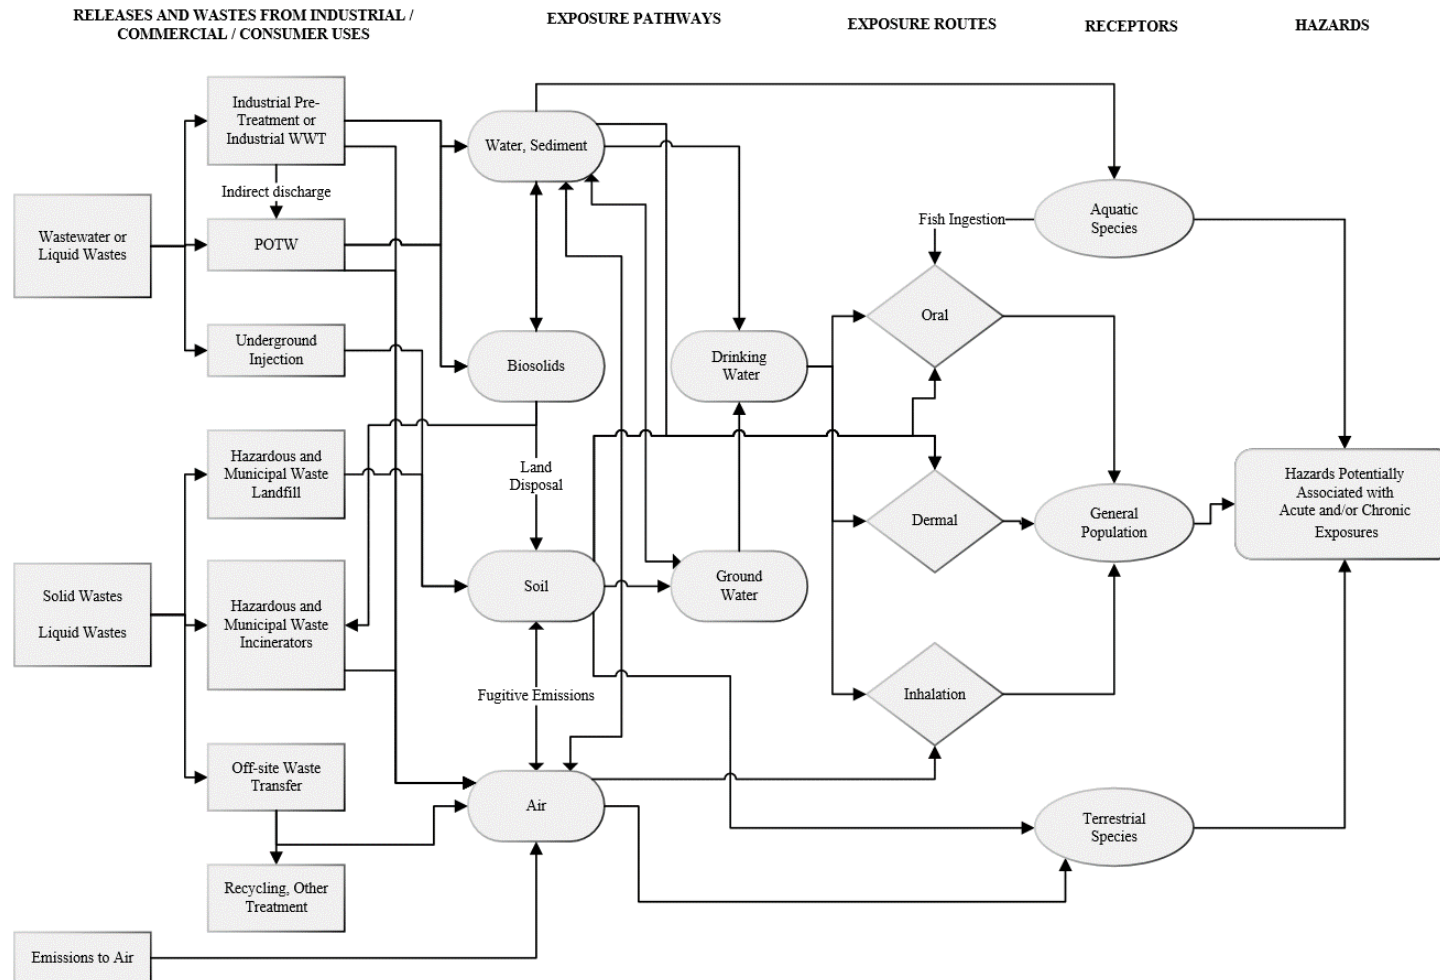 RELEASES AND WASTES FROM INDUSTRIAL /
COMMERCIAL / CONSUMER USES
EXPOSURE PATHWAYS
EXPOSURE ROUTES
RECEPTORS
HAZARDS
Industrial Pre-
Treatment or
Industrial WWT
Indirect discharge
Wastewater or
Liquid Wastes
POTW
Underground
Injection
Hazardous and
Municipal Waste
Landfill
Solid Wastes
Liquid Wastes
Hazardous and
Municipal Waste
Incinerators
Off-site Waste
Transfer
Recycling, Other
Treatment
Emissions to Air
Water, Sediment
Biosolids
Land
Disposal
Soil
Fugitive Emissions
Air
Drinking
Water
Ground
Water
Fish Ingestion
Oral
Dermal
Inhalation
Aquatic
Species
General
Population
Terrestrial
Species
Hazards Potentially
Associated with
Acute and/or Chronic
Exposures